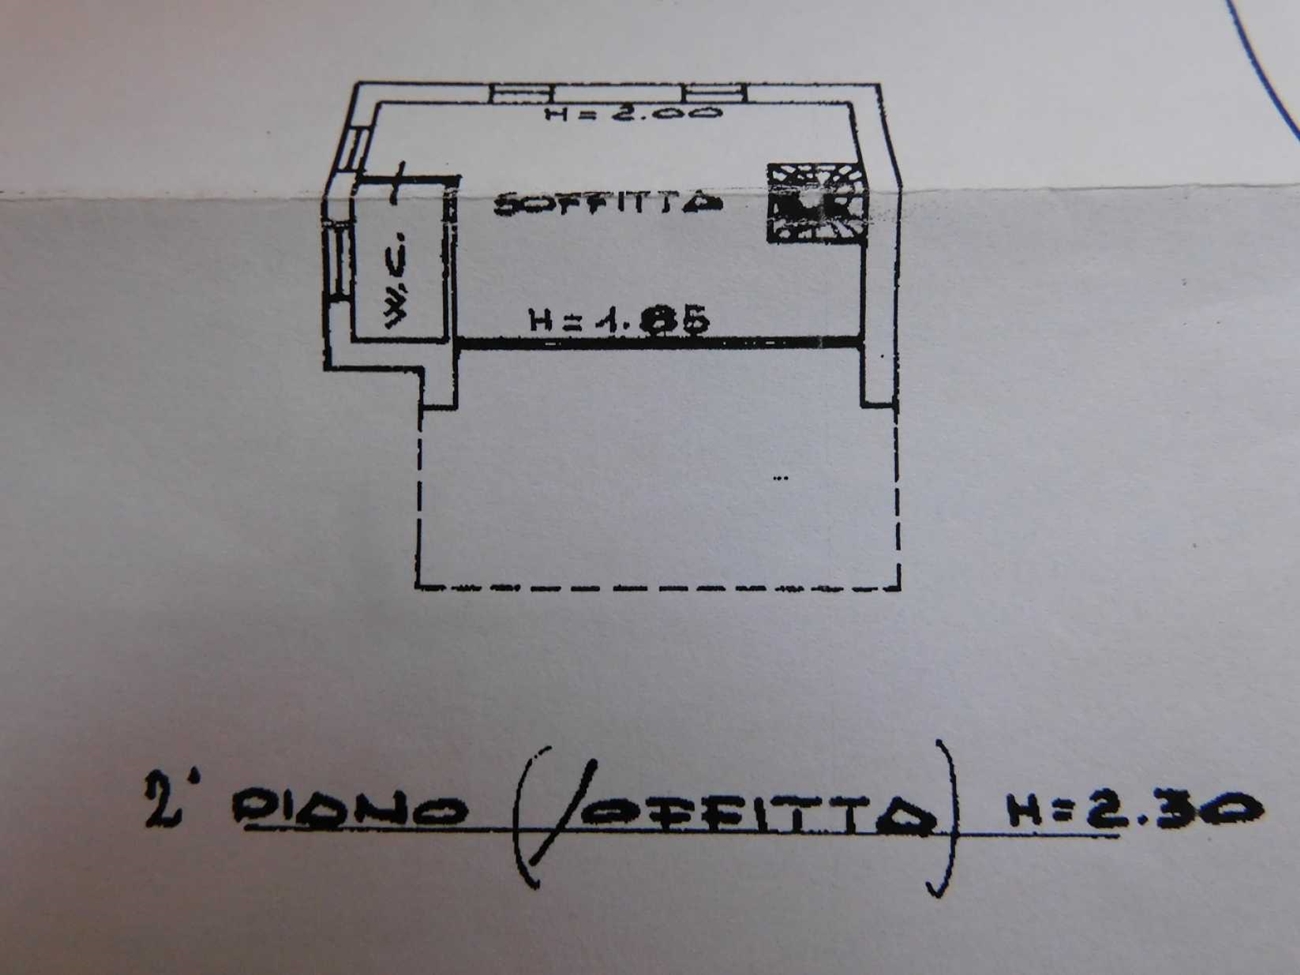 H=2.00
SOFFITTA
W.C.
H=1.85
2° PIANO (SOFFITTA) H=2.30